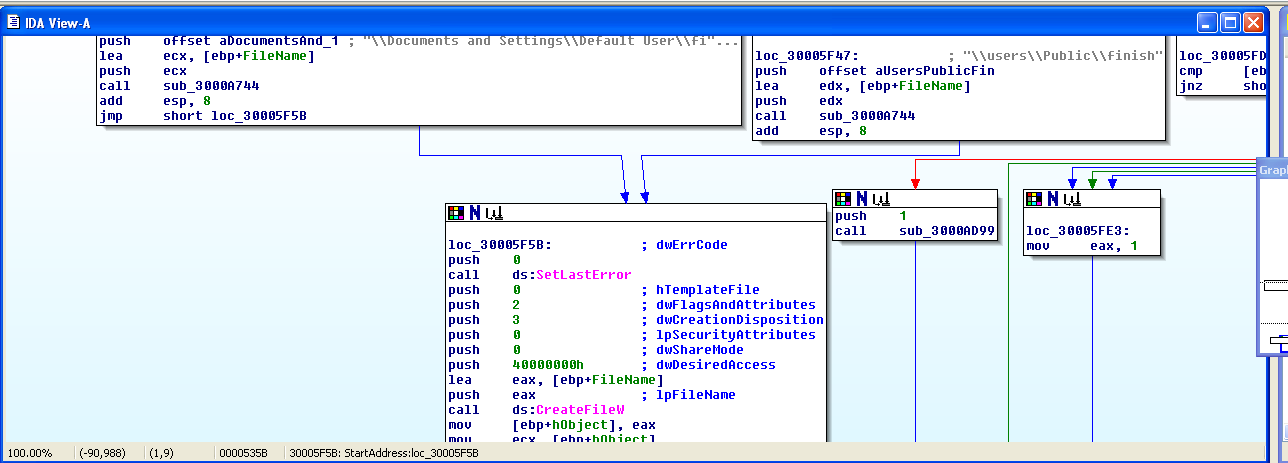 IDA View-A
push offset aDocumentsAnd_1 ; "\\Documents and Settings\\Default User\\fi"...
lea ecx, [ebp+FileName]
push ecx
call sub_3000A744
add esp, 8
jmp short loc_30005F5B
loc_30005F47: ; "\\users\\Public\\finish"
push offset aUsersPublicFin
lea edx, [ebp+FileName]
push edx
call sub_3000A744
add esp, 8
loc_30005FD
cmp [eb
jnz sho
Grap
loc_30005F5B: ; dwErrCode
push 0
call ds:SetLastError
push 0 ; hTemplateFile
push 2 ; dwFlagsAndAttributes
push 3 ; dwCreationDisposition
push 0 ; lpSecurityAttributes
push 0 ; dwShareMode
push 40000000h ; dwDesiredAccess
lea eax, [ebp+FileName]
push eax ; lpFileName
call ds:CreateFileW
mov [ebp+hObject], eax
mov ecx, [ebp+hObject]
push 1
call sub_3000AD99
loc_30005FE3:
mov eax, 1
100.00% (-90,988) (1,9) 0000535B 30005F5B: StartAddress:loc_30005F5B